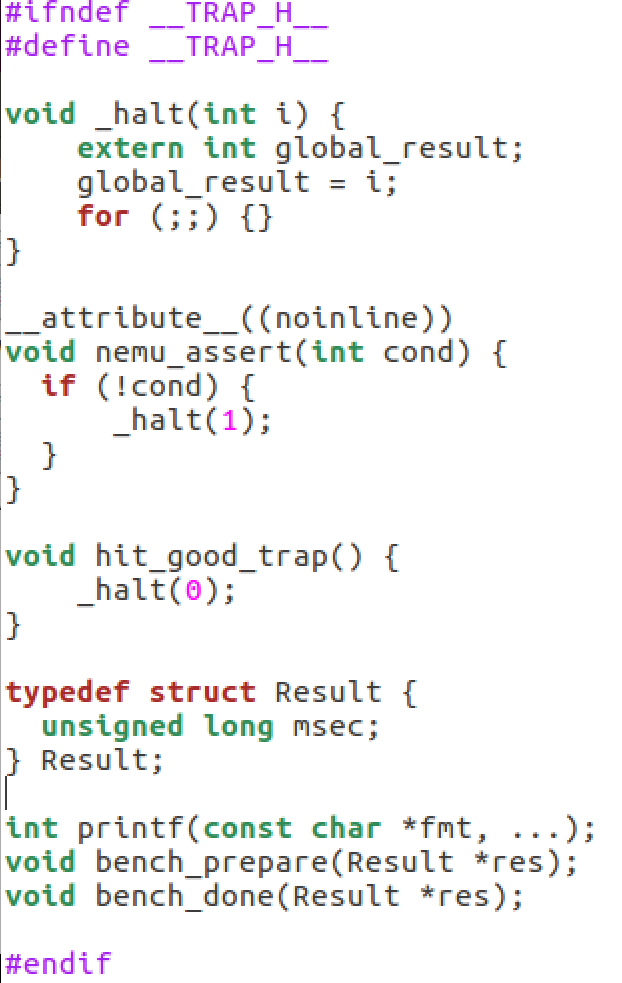 #ifndef __TRAP_H__
#define __TRAP_H__

void _halt(int i) {
    extern int global_result;
    global_result = i;
    for (;;) {}
}

__attribute__((noinline))
void nemu_assert(int cond) {
  if (!cond) {
      _halt(1);
  }
}

void hit_good_trap() {
    _halt(0);
}

typedef struct Result {
  unsigned long msec;
} Result;

int printf(const char *fmt, ...);
void bench_prepare(Result *res);
void bench_done(Result *res);

#endif